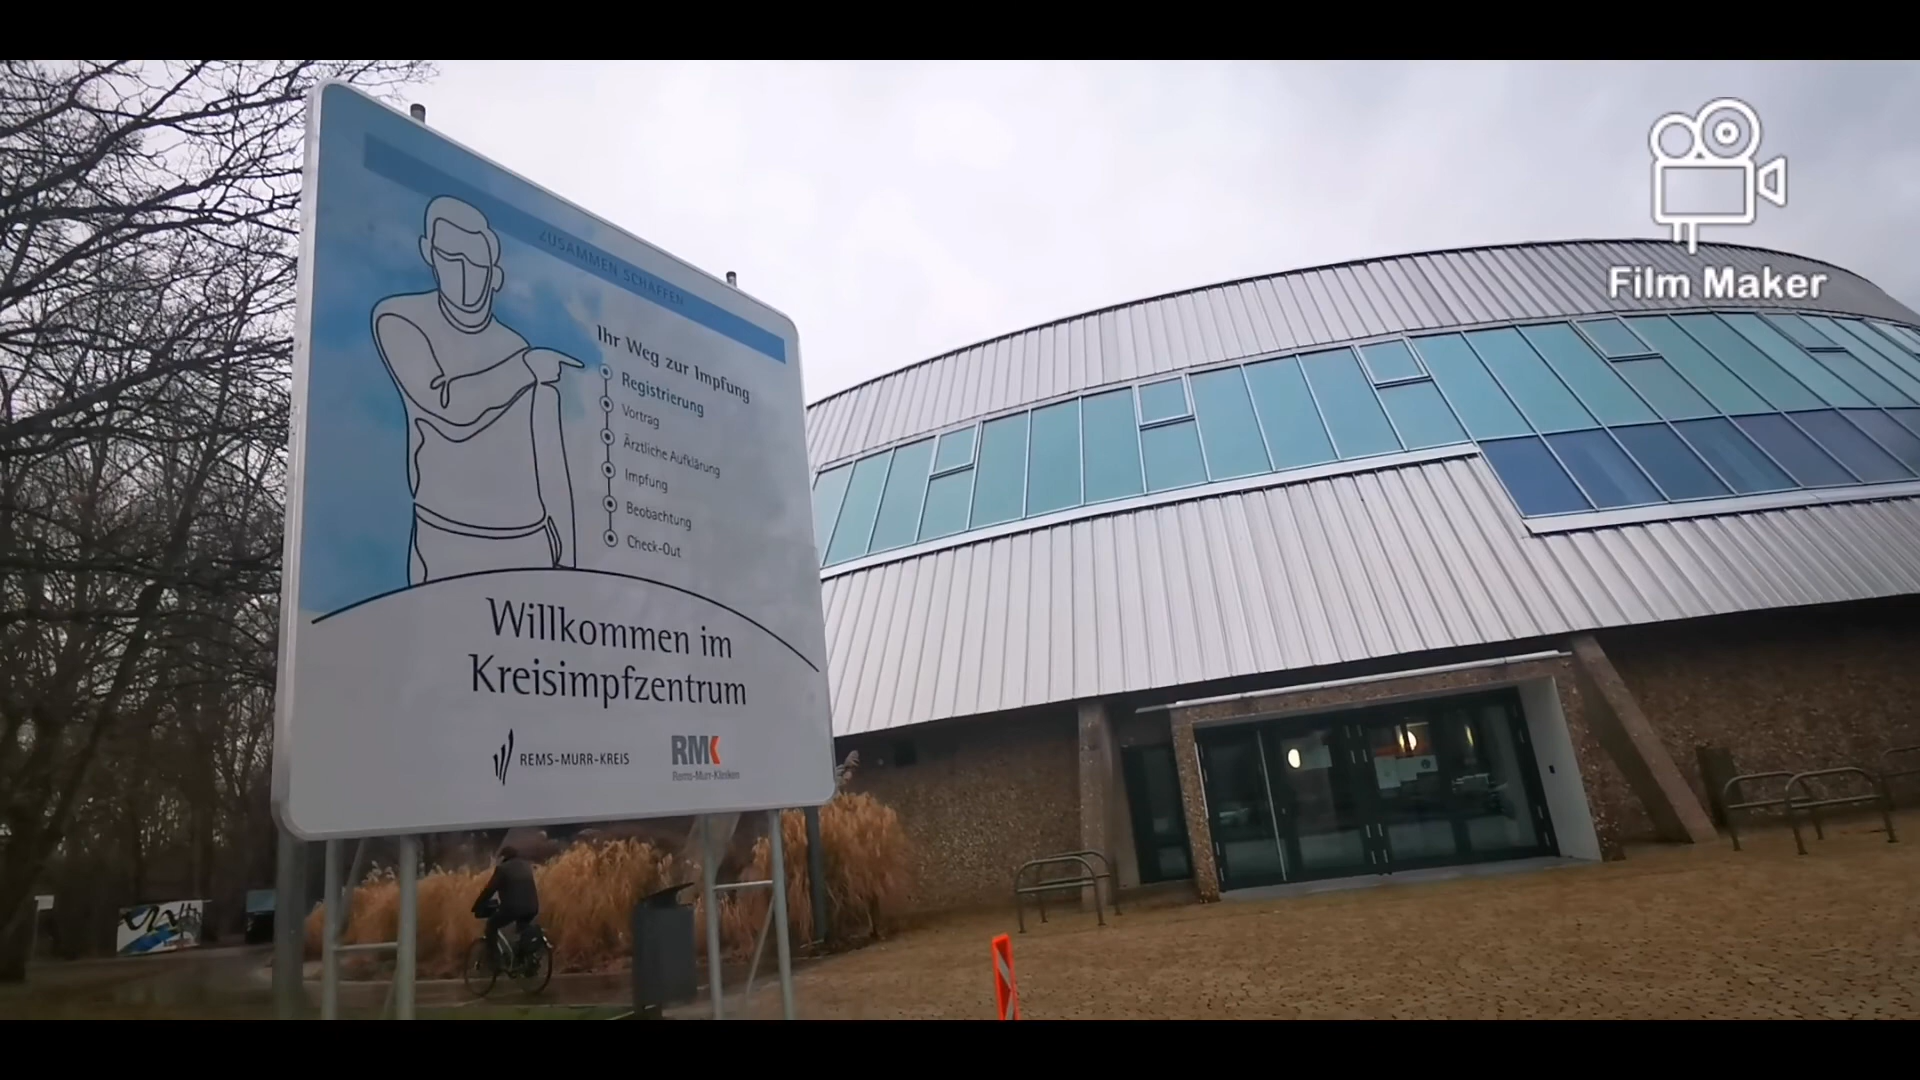 Film Maker
ZUSAMMEN SCHAFFEN
Ihr Weg zur Impfung
Registrierung
Vortrag
Ärztliche Aufklärung
Impfung
Beobachtung
Check-Out
Willkommen im
Kreisimpfzentrum
REMS-MURR-KREIS
RMK
Rems-Murr-Kliniken